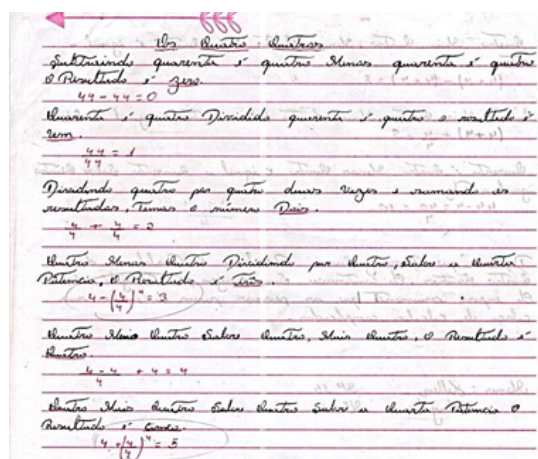 Os Quatro Quatros
Subtraindo quarenta é quatro Menos quarenta é quatro
o Resultado é zero.
44 - 44 = 0
Quarenta é quatro Dividido quarenta é quatro o resultado é
um.
44/44 = 1
Dividindo quatro por quatro duas vezes e somando os
resultados, Temos o número Dois.
4/4 + 4/4 = 2
Quatro Menos Quatro Dividindo por Quatro, Sobre a Quarta
Potencia, o Resultado é três.
4 - (4/4)^4 = 3
Quatro Menos Quatro Sobre Quatro, Mais Quatro, o Resultado é
Quatro.
4 - 4/4 + 4 = 4
Quatro Mais Quatro Sobre Quatro Sobre a Quarta Potencia o
Resultado é cinco.
4 + (4/4)^4 = 5